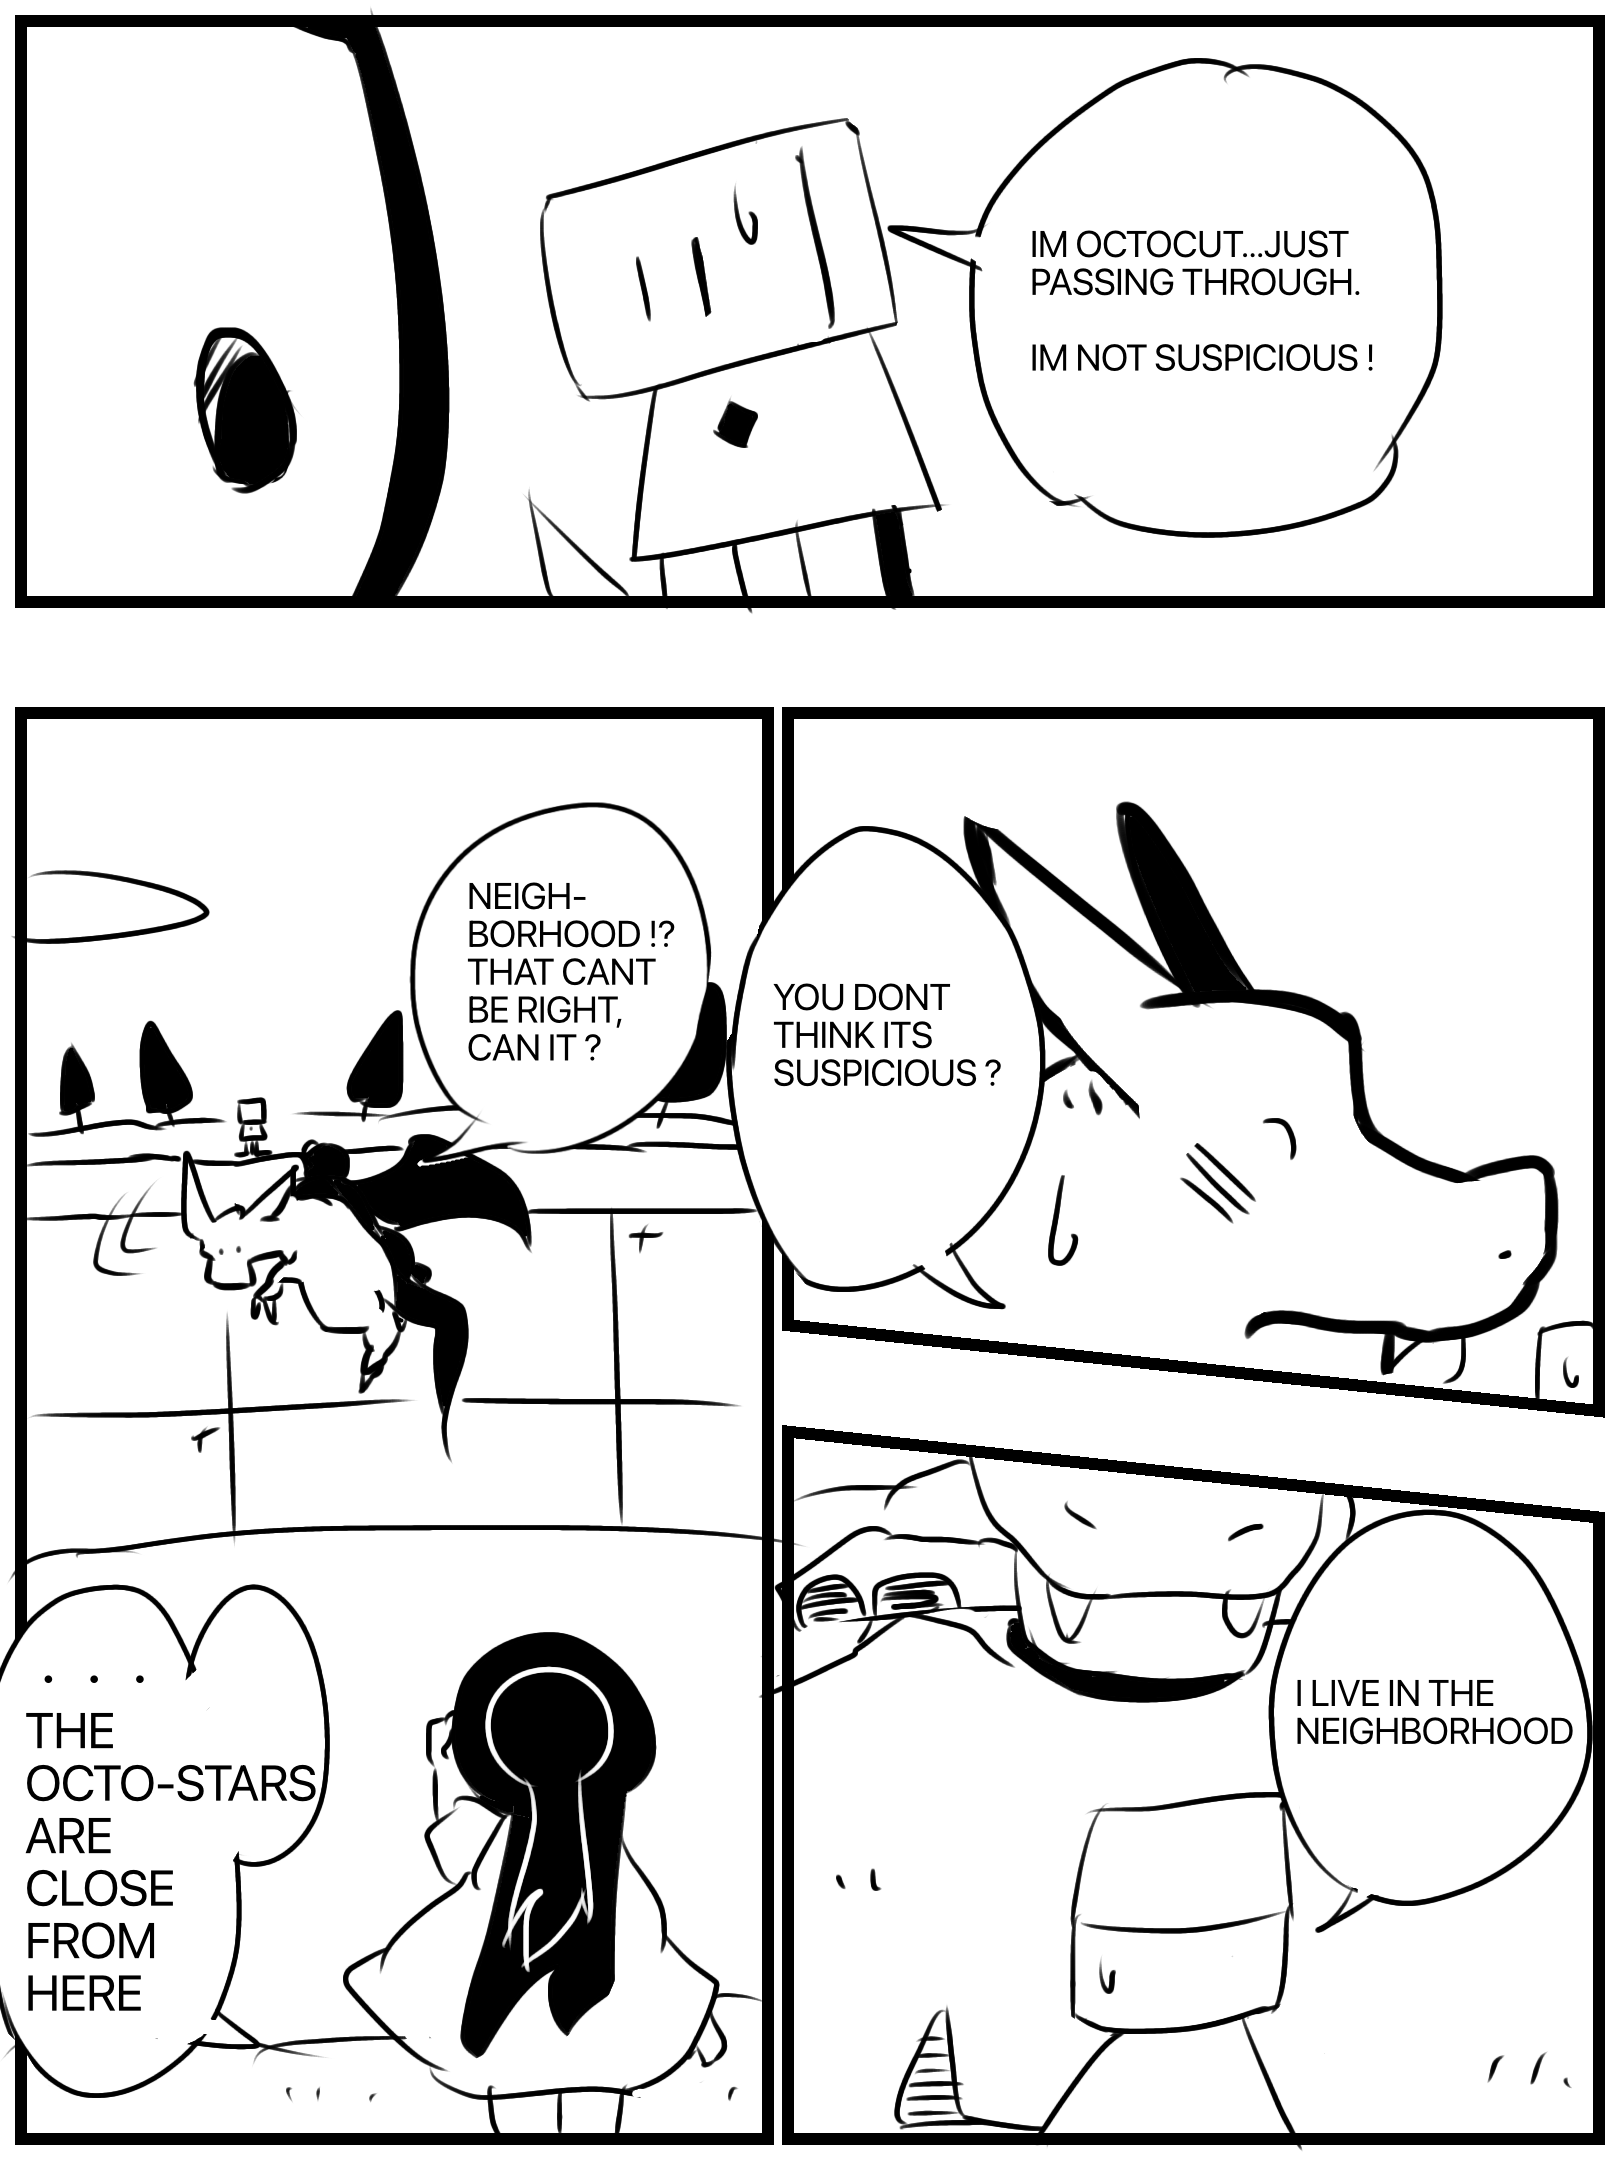 IM OCTOCUT...JUST
PASSING THROUGH.
IM NOT SUSPICIOUS !
YOU DONT
THINK ITS
SUSPICIOUS ?
I LIVE IN THE
NEIGHBORHOOD
NEIGH-
BORHOOD !?
THAT CANT
BE RIGHT,
CAN IT ?
. . .
THE
OCTO-STARS
ARE
CLOSE
FROM
HERE